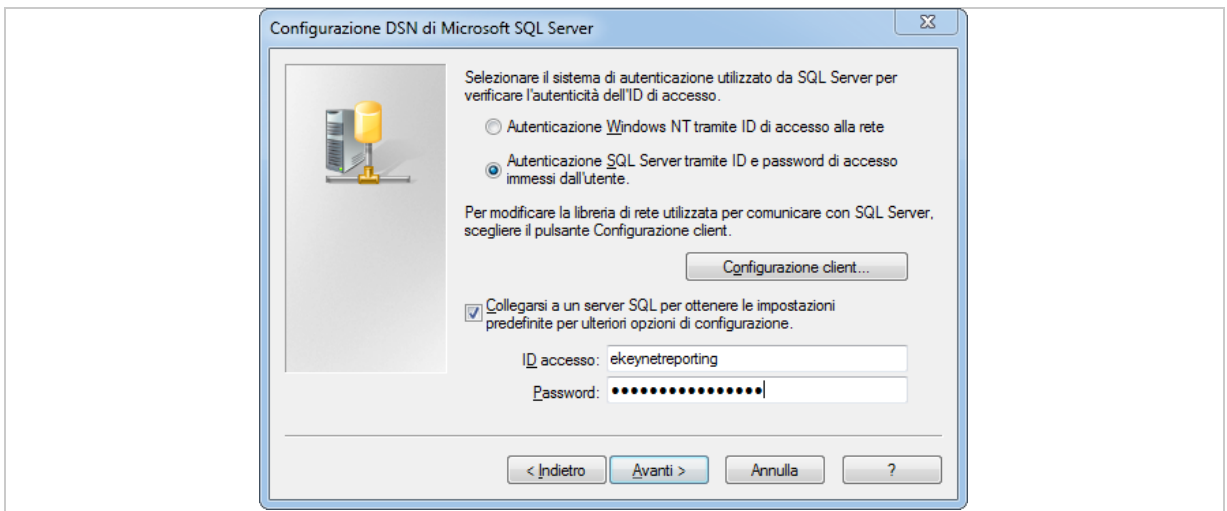 Configurazione DSN di Microsoft SQL Server
Selezionare il sistema di autenticazione utilizzato da SQL Server per
verificare l'autenticità dell'ID di accesso.
Autenticazione Windows NT tramite ID di accesso alla rete
Autenticazione SQL Server tramite ID e password di accesso
immessi dall'utente.
Per modificare la libreria di rete utilizzata per comunicare con SQL Server,
scegliere il pulsante Configurazione client.
Configurazione client...
Collegarsi a un server SQL per ottenere le impostazioni
predefinite per ulteriori opzioni di configurazione.
ID accesso: ekeynetreporting
Password: ●●●●●●●●●●●●●●●●
< Indietro Avanti > Annulla ?